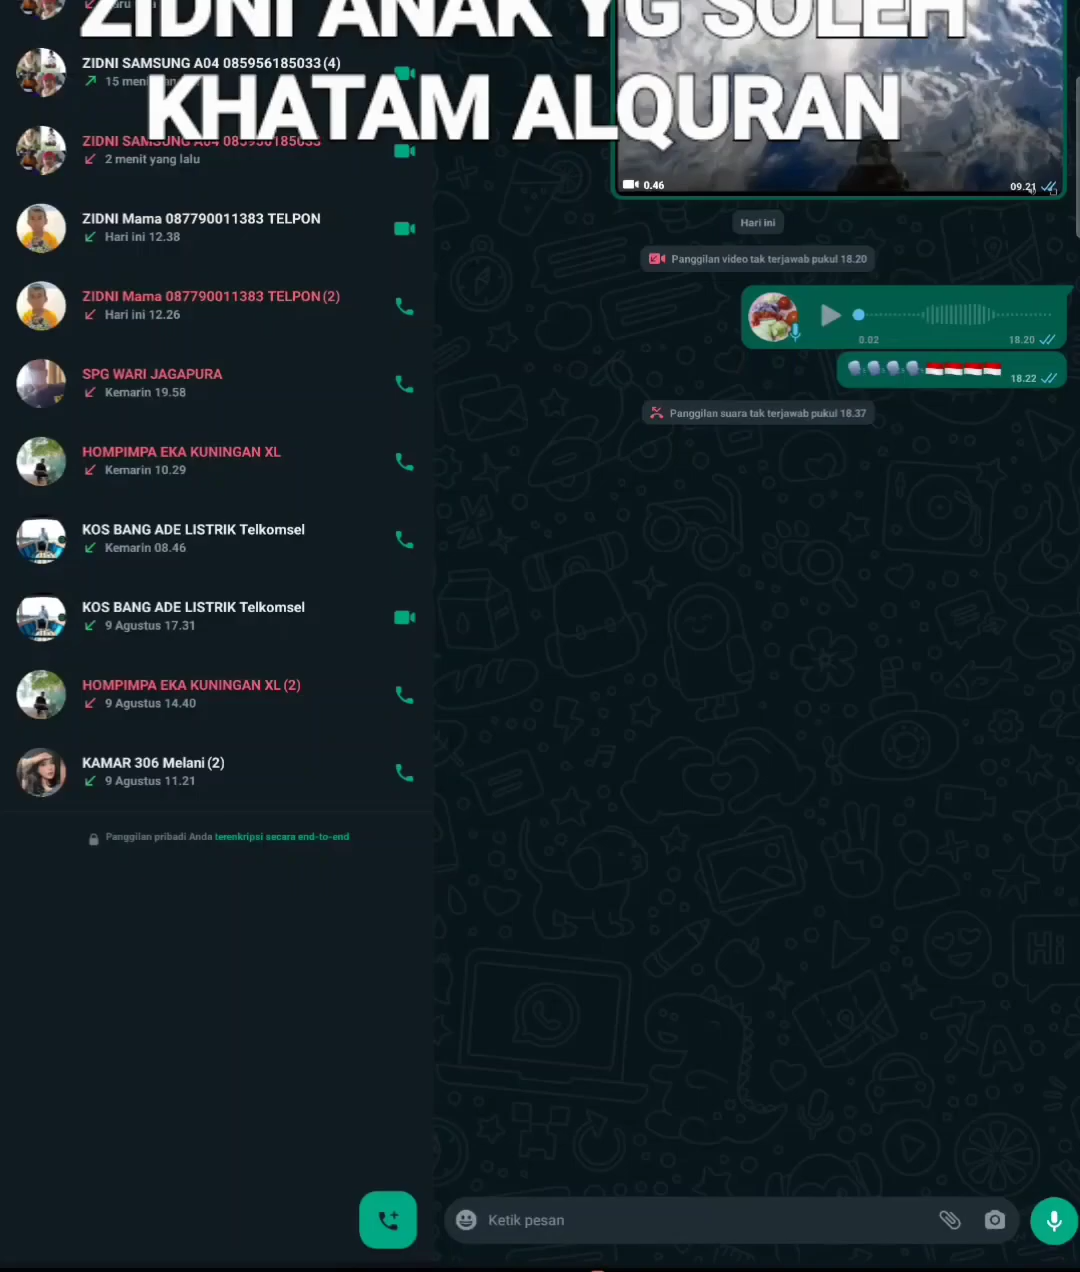 ZIDNI ANAK YG SOLEH
KHATAM ALQURAN
ZIDNI SAMSUNG A04 085956185033 (4)
ZIDNI SAMSUNG A04 085956185033
2 menit yang lalu
ZIDNI Mama 087790011383 TELPON
Hari ini 12.38
ZIDNI Mama 087790011383 TELPON (2)
Hari ini 12.26
SPG WARI JAGAPURA
Kemarin 19.58
HOMPIMPA EKA KUNINGAN XL
Kemarin 10.29
KOS BANG ADE LISTRIK Telkomsel
Kemarin 08.46
KOS BANG ADE LISTRIK Telkomsel
9 Agustus 17.31
HOMPIMPA EKA KUNINGAN XL (2)
9 Agustus 14.40
KAMAR 306 Melani (2)
9 Agustus 11.21
Panggilan pribadi Anda terenkripsi secara end-to-end
0.46
09.21
Hari ini
Panggilan video tak terjawab pukul 18.20
0.02
18.20
18.22
Panggilan suara tak terjawab pukul 18.37
Hi
Ketik pesan